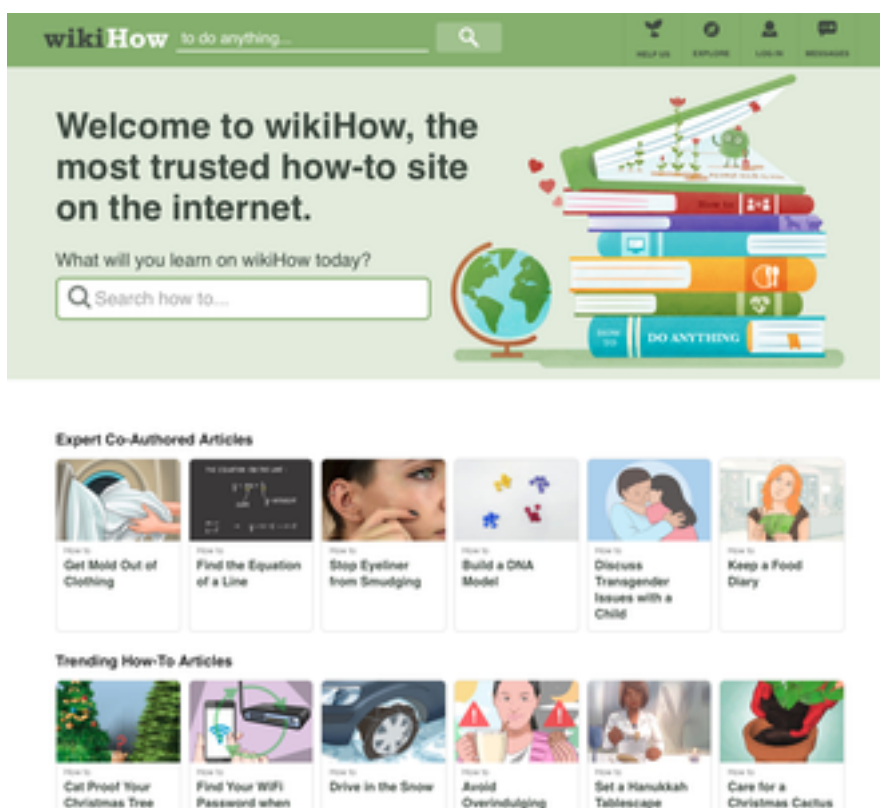 wikiHow to do anything...
HELP US EXPLORE LOG IN MESSAGES
Welcome to wikiHow, the
most trusted how-to site
on the internet.
What will you learn on wikiHow today?
Search how to...
How to
HOW TO DO ANYTHING
Expert Co-Authored Articles
How to
Get Mold Out of
Clothing
How to
Find the Equation
of a Line
How to
Stop Eyeliner
from Smudging
How to
Build a DNA
Model
How to
Discuss
Transgender
Issues with a
Child
How to
Keep a Food
Diary
Trending How-To Articles
How to
Cat Proof Your
Christmas Tree
How to
Find Your WiFi
Password when
How to
Drive in the Snow
How to
Avoid
Overindulging
How to
Set a Hanukkah
Tablescape
How to
Care for a
Christmas Cactus